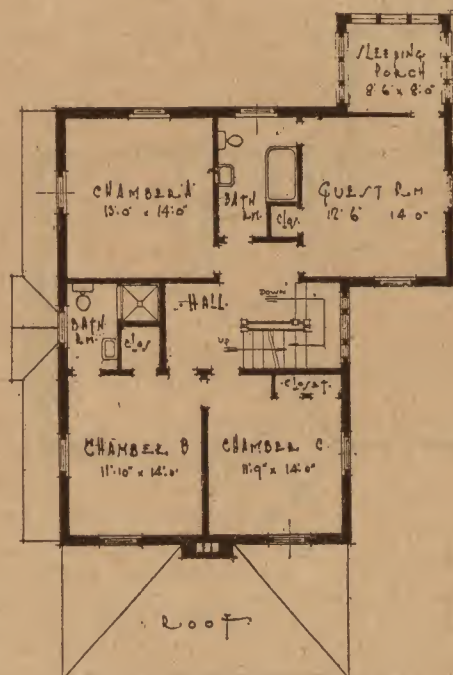 SLEEPING
PORCH
8'6" x 8'0"
CHAMBER 'A'
13'0" x 14'0"
BATH
RM.
CLOS.
GUEST RM
12'6" 14'0"
HALL
DOWN
UP
BATH
RM.
CLOS
CLOSET.
CHAMBER B
11'10" x 14'0"
CHAMBER C.
11'9" x 14'0"
ROOF